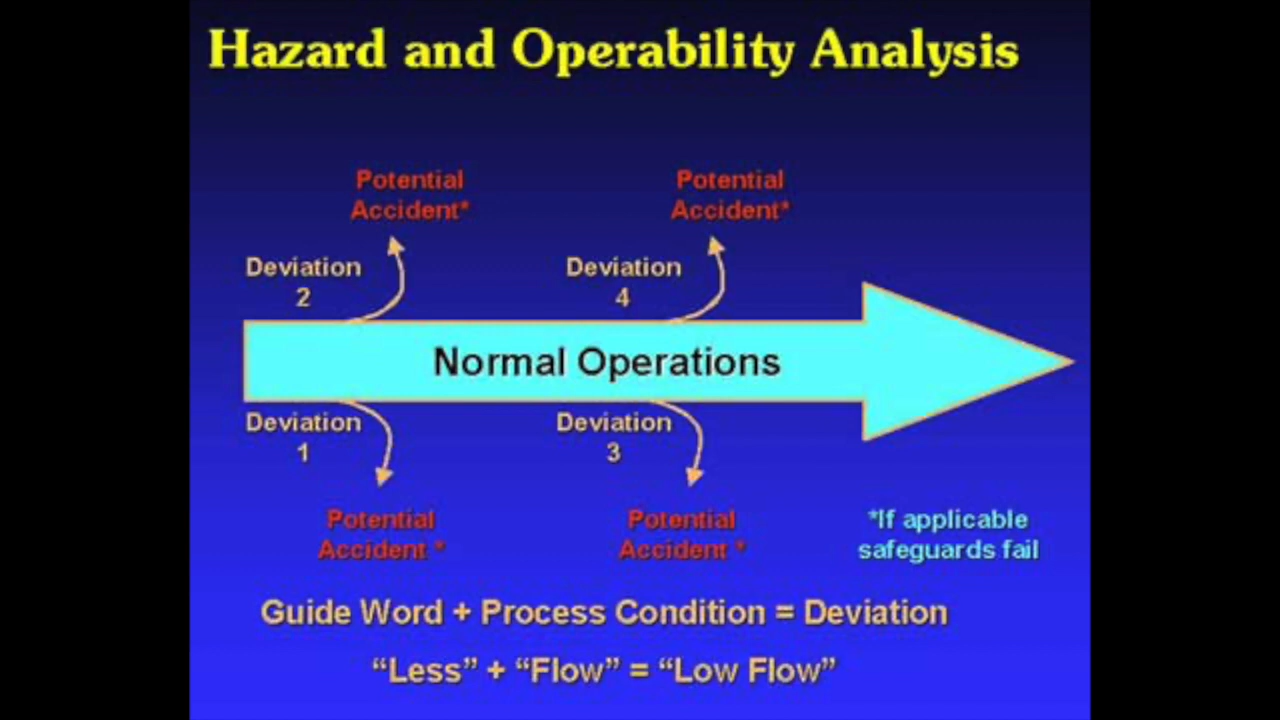 Hazard and Operability Analysis
Potential
Accident*
Potential
Accident*
Deviation
2
Deviation
4
Normal Operations
Deviation
1
Deviation
3
Potential
Accident *
Potential
Accident *
*If applicable
safeguards fail
Guide Word + Process Condition = Deviation
“Less” + “Flow” = “Low Flow”